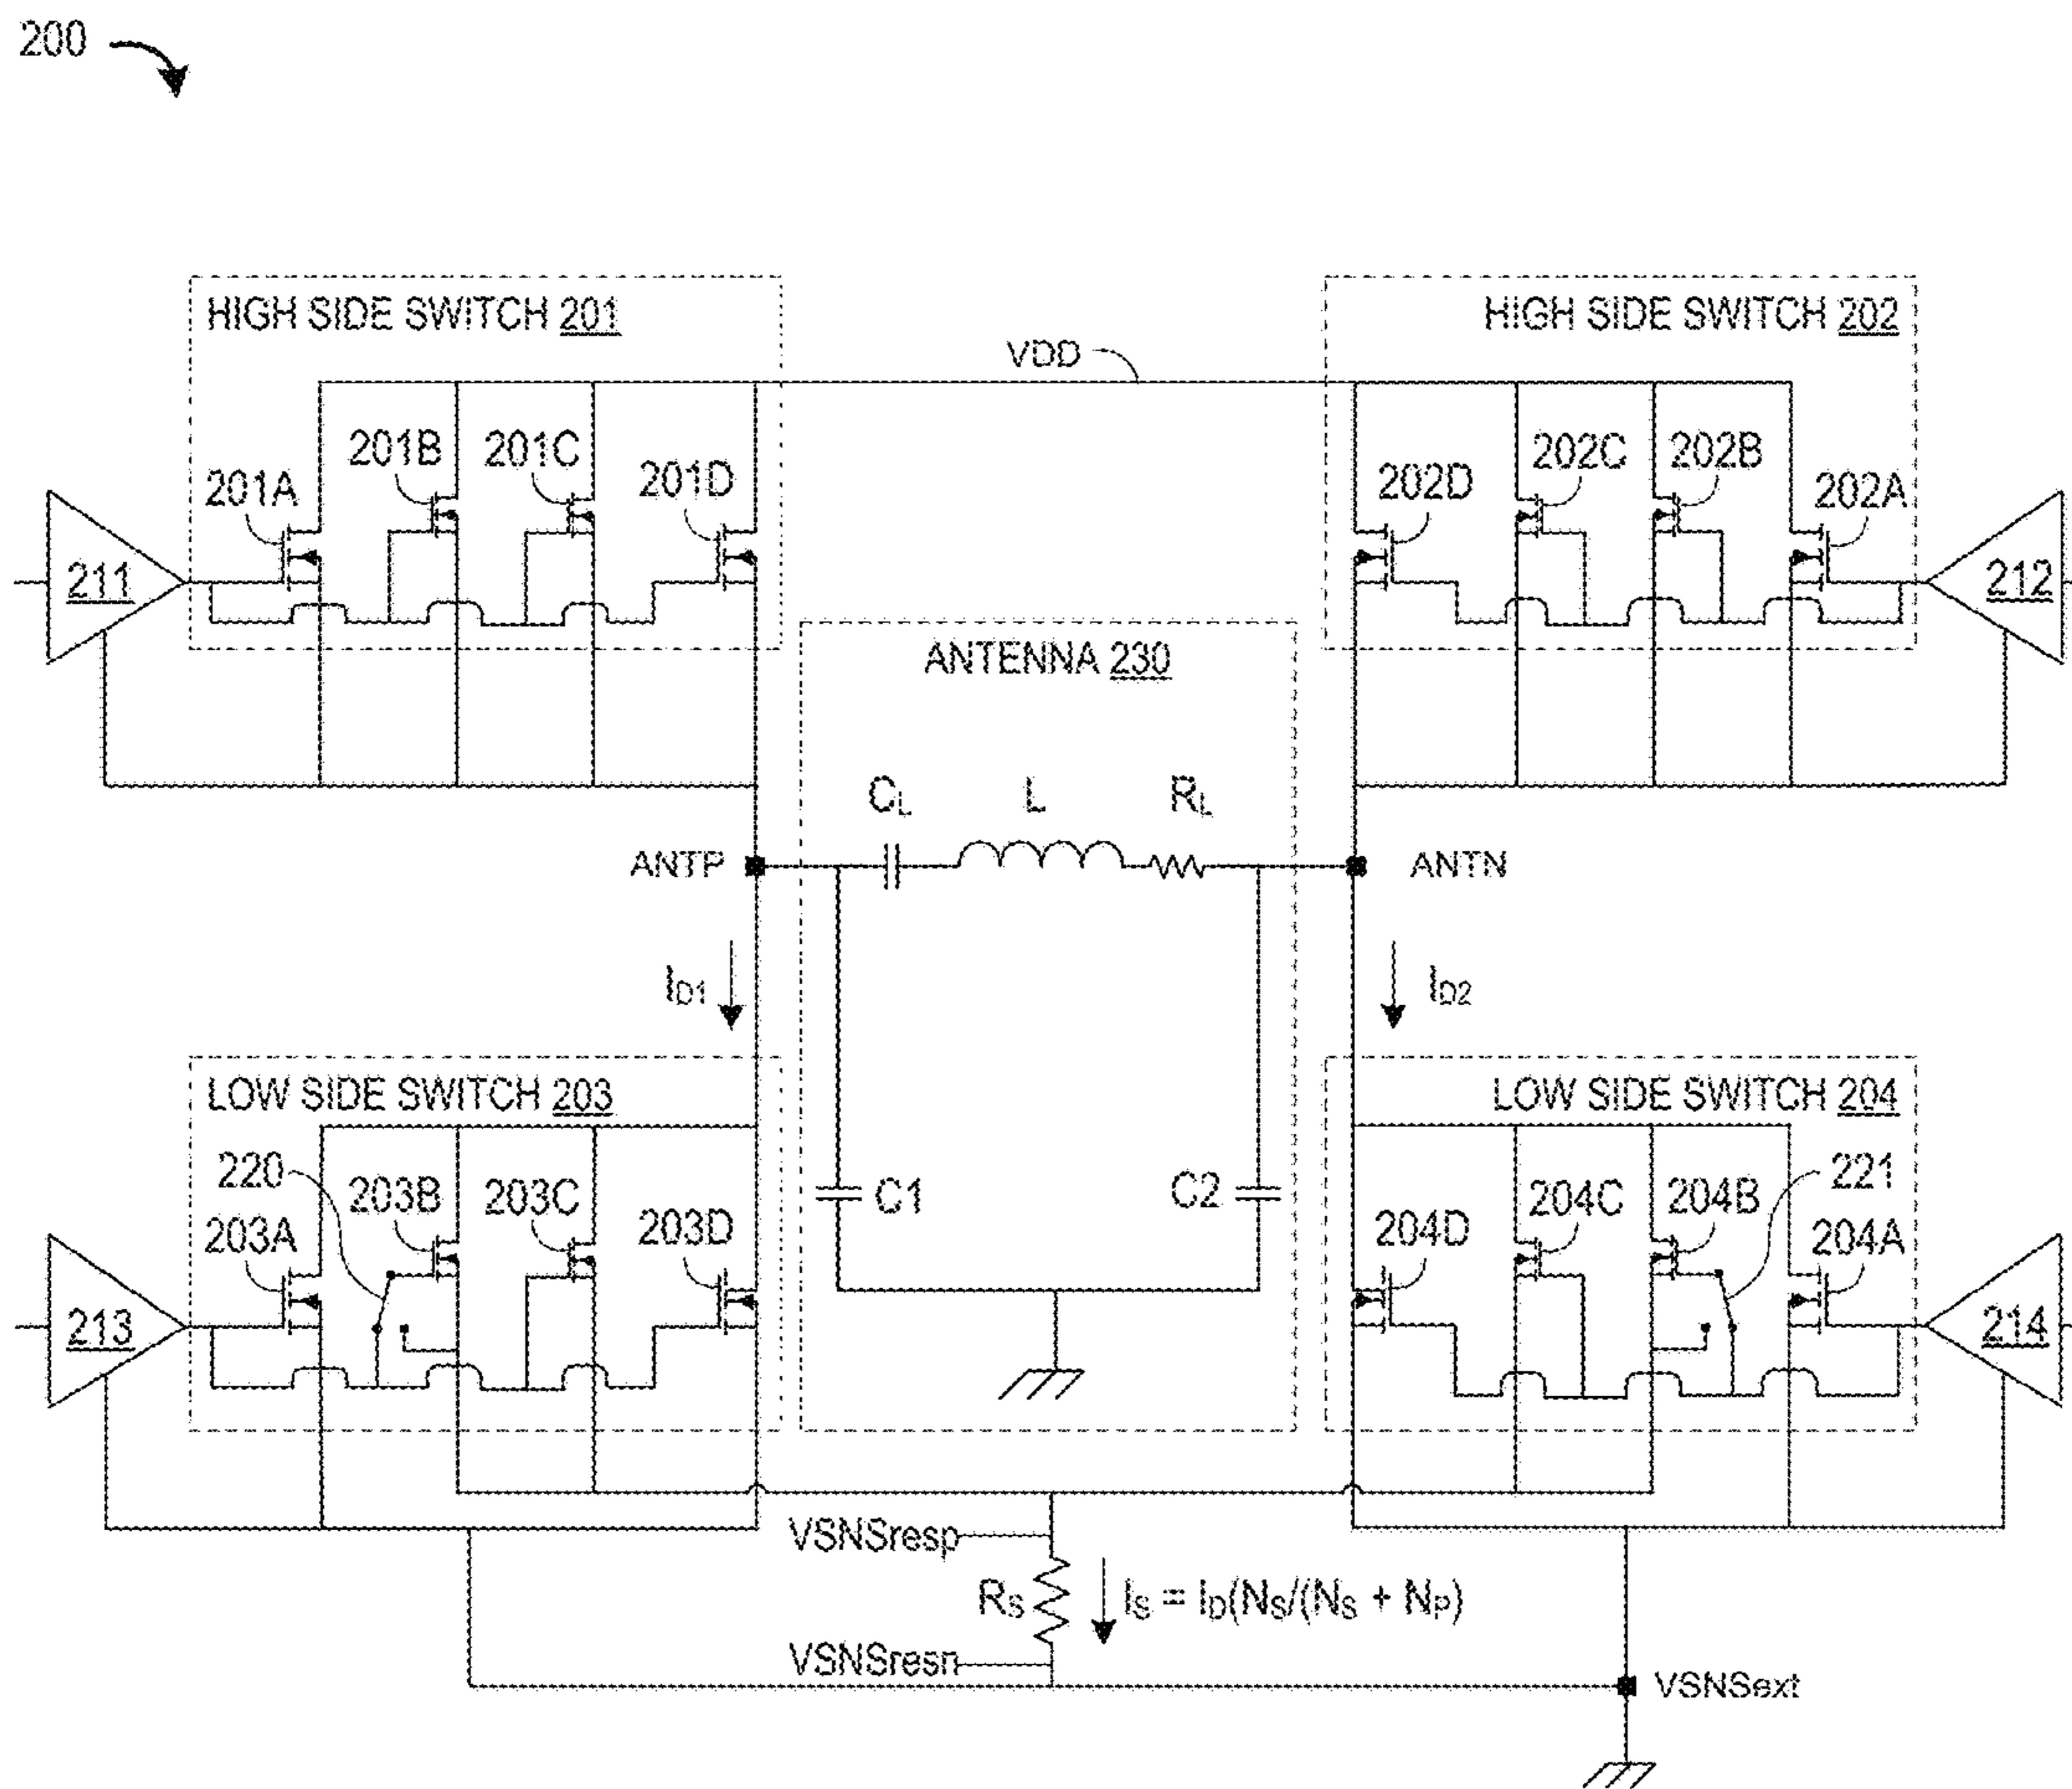 200
HIGH SIDE SWITCH 201
HIGH SIDE SWITCH 202
VDD
201A
201B
201C
201D
202D
202C
202B
202A
211
212
ANTENNA 230
CL
L
RL
ANTP
ANTN
ID1
ID2
LOW SIDE SWITCH 203
LOW SIDE SWITCH 204
220
203A
203B
203C
203D
C1
C2
204D
204C
204B
221
204A
213
214
VSNSresp
RS
IS = ID(NS/(NS + NP)
VSNSresn
VSNSext